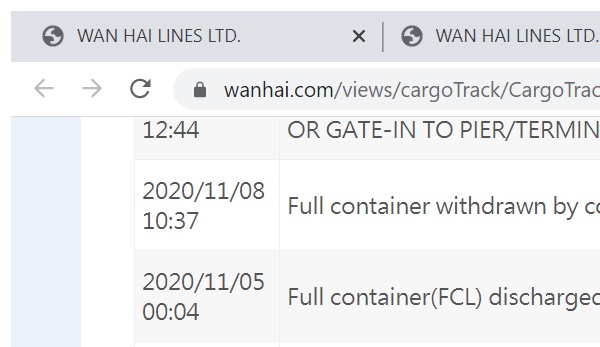 WAN HAI LINES LTD. WAN HAI LINES LTD.
wanhai.com/views/cargoTrack/CargoTrac
12:44 OR GATE-IN TO PIER/TERMIN
2020/11/08
10:37
Full container withdrawn by co
2020/11/05
00:04
Full container(FCL) discharged